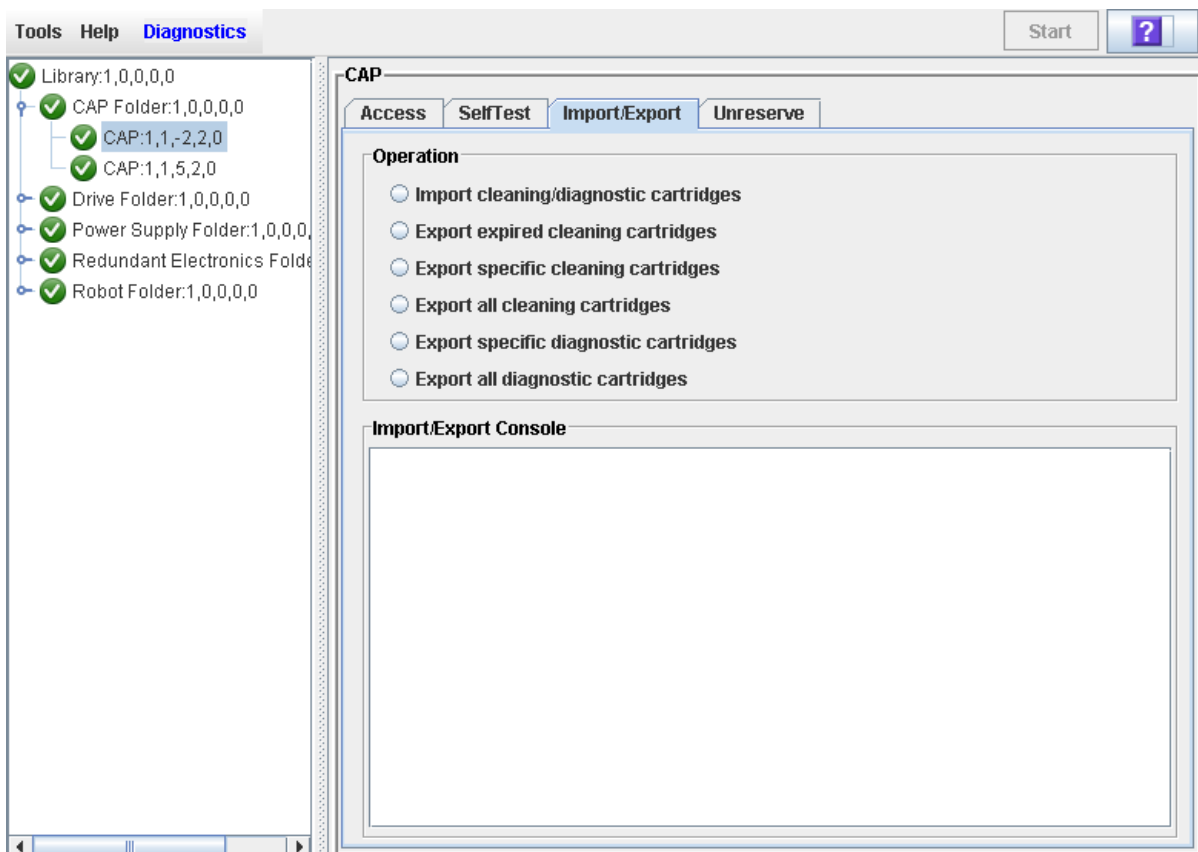 Tools Help Diagnostics
Start
?
Library:1,0,0,0,0
CAP Folder:1,0,0,0,0
CAP:1,1,-2,2,0
CAP:1,1,5,2,0
Drive Folder:1,0,0,0,0
Power Supply Folder:1,0,0,0,
Redundant Electronics Folde
Robot Folder:1,0,0,0,0
CAP
Access SelfTest Import/Export Unreserve
Operation
Import cleaning/diagnostic cartridges
Export expired cleaning cartridges
Export specific cleaning cartridges
Export all cleaning cartridges
Export specific diagnostic cartridges
Export all diagnostic cartridges
Import/Export Console